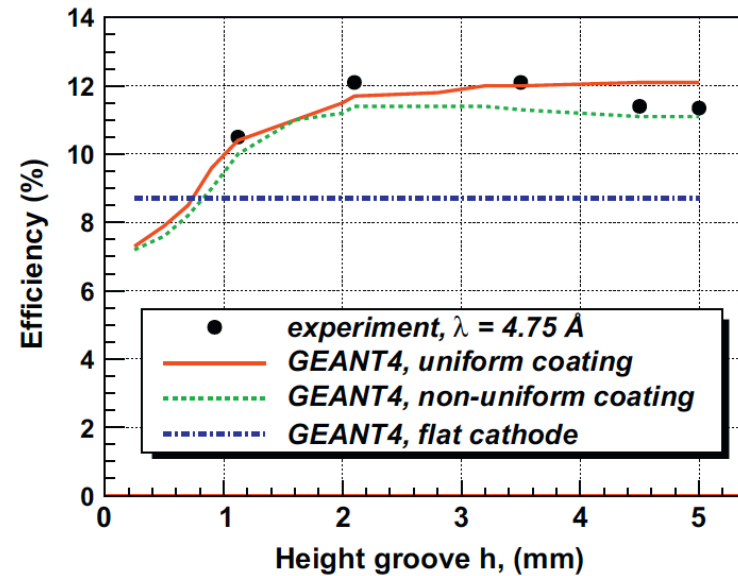 14
12
10
8
6
4
2
0
Efficiency (%)
experiment, λ = 4.75 Å
GEANT4, uniform coating
GEANT4, non-uniform coating
GEANT4, flat cathode
0 1 2 3 4 5
Height groove h, (mm)